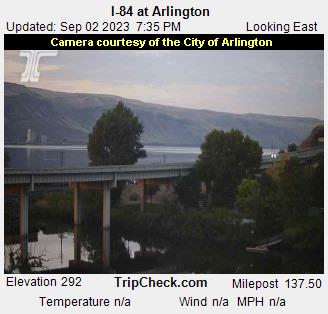 I-84 at Arlington
Updated: Sep 02 2023 7:35 PM Looking East
Camera courtesy of the City of Arlington
Elevation 292 TripCheck.com Milepost 137.50
Temperature n/a Wind n/a MPH n/a